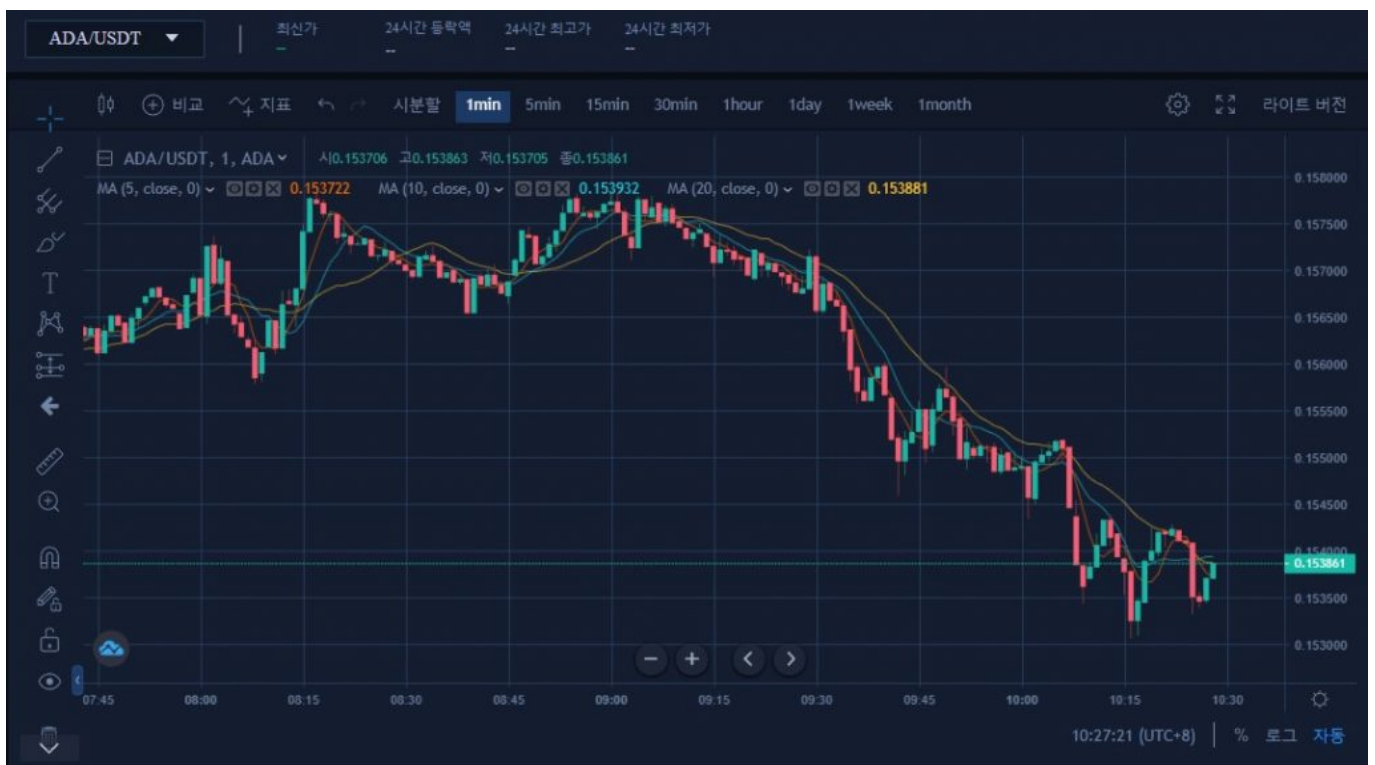 ADA/USDT
최신가 24시간 등락액 24시간 최고가 24시간 최저가
-- -- -- --
비교 지표 시분할 1min 5min 15min 30min 1hour 1day 1week 1month 라이트 버전
ADA/USDT, 1, ADA 시0.153706 고0.153863 저0.153705 종0.153861
MA (5, close, 0) 0.153722 MA (10, close, 0) 0.153932 MA (20, close, 0) 0.153881
0.158000
0.157500
0.157000
0.156500
0.156000
0.155500
0.155000
0.154500
0.154000
0.153861
0.153500
0.153000
07:45 08:00 08:15 08:30 08:45 09:00 09:15 09:30 09:45 10:00 10:15 10:30
10:27:21 (UTC+8) % 로그 자동